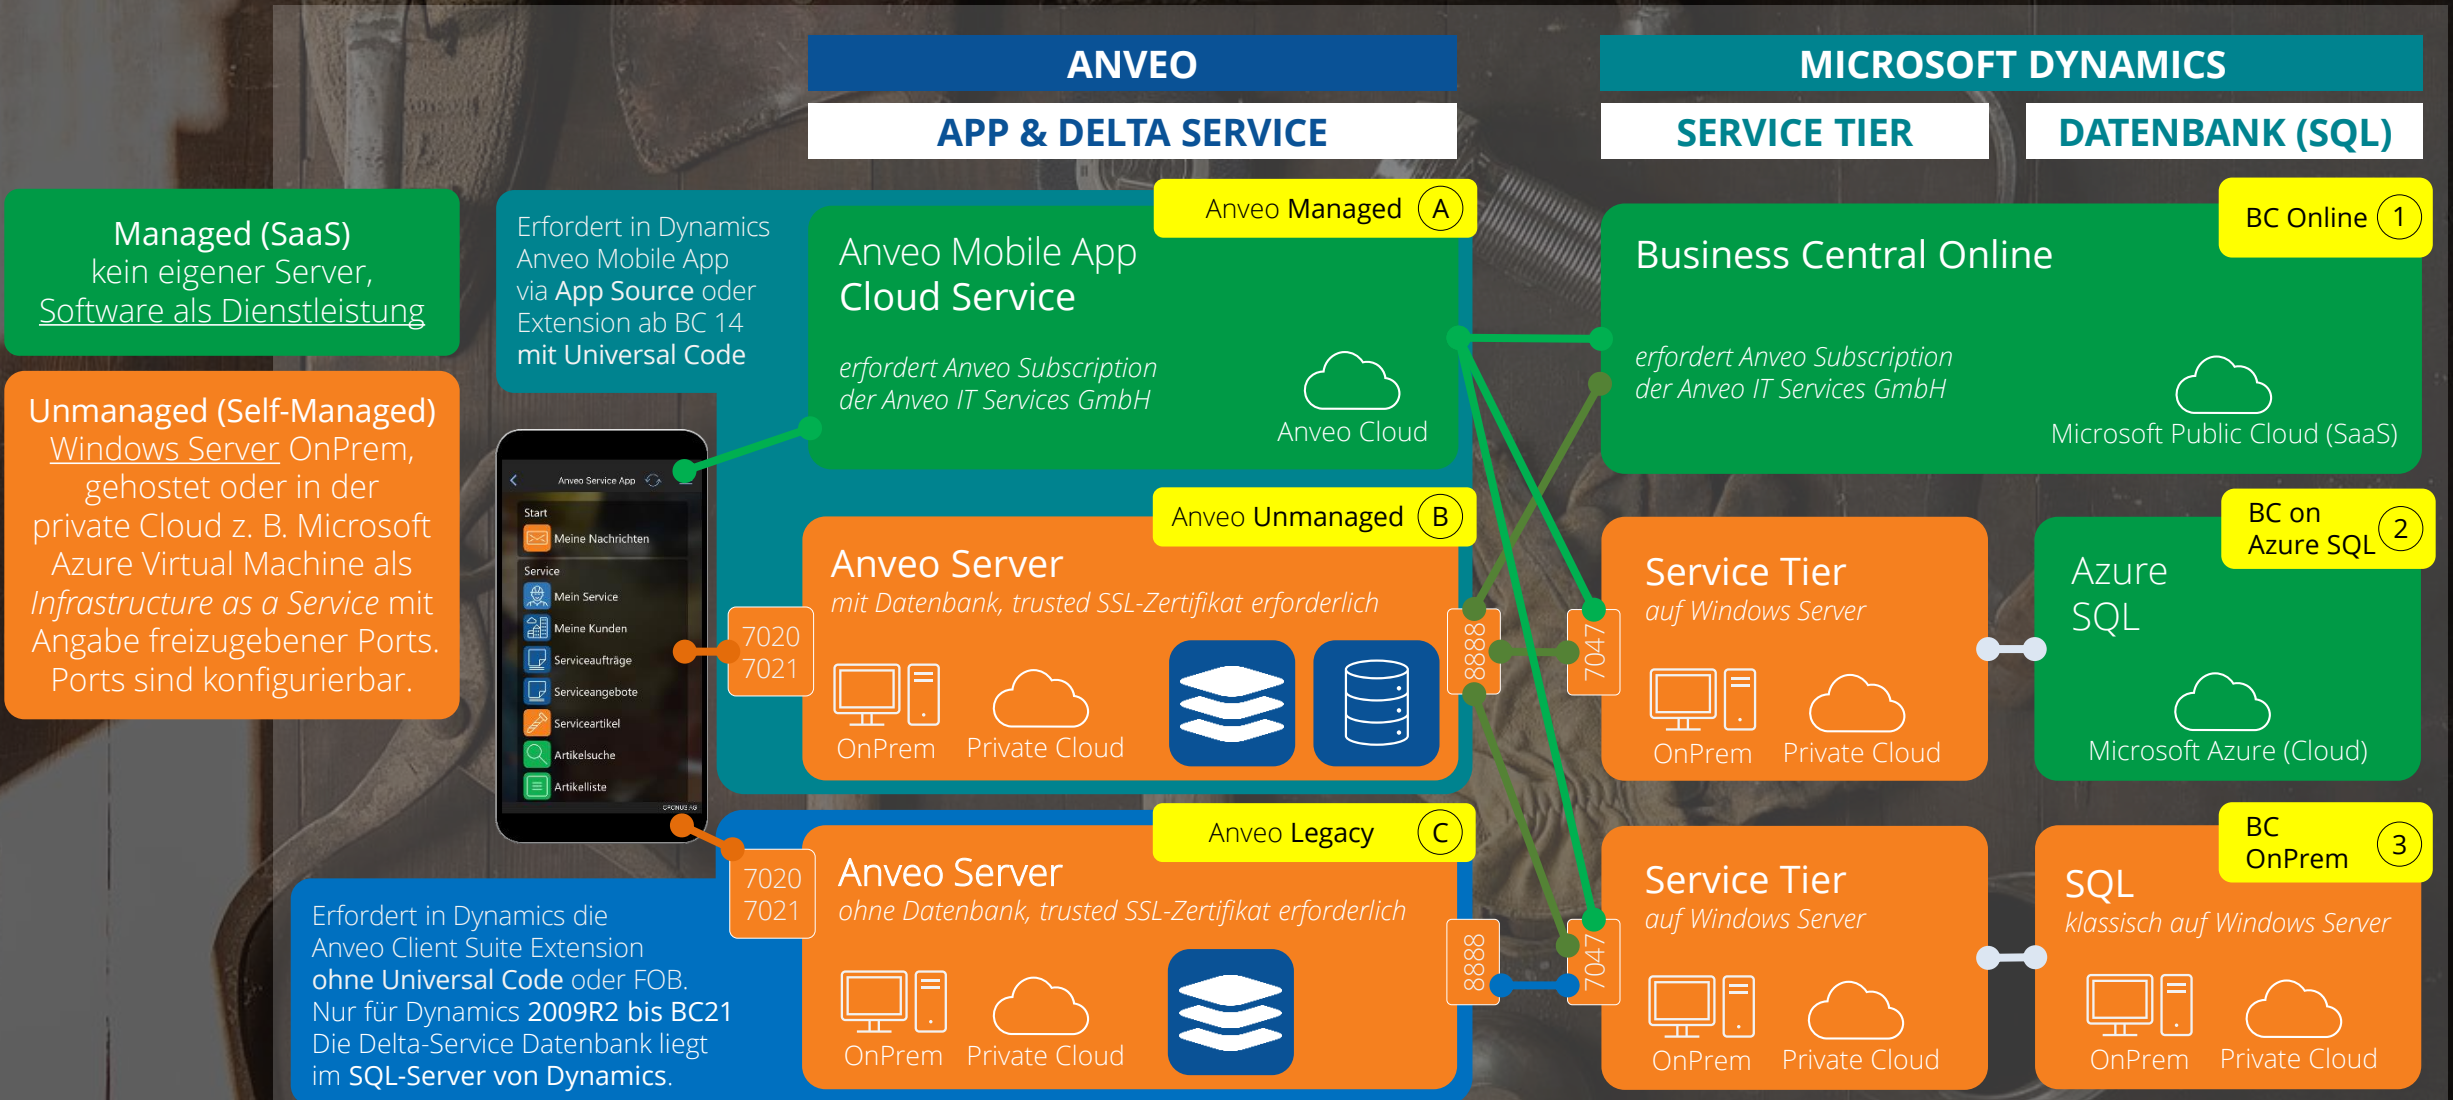 ANVEO
MICROSOFT DYNAMICS
APP & DELTA SERVICE
SERVICE TIER
DATENBANK (SQL)
Managed (SaaS)
kein eigener Server,
Software als Dienstleistung
Unmanaged (Self-Managed)
Windows Server OnPrem,
gehostet oder in der
private Cloud z. B. Microsoft
Azure Virtual Machine als
Infrastructure as a Service mit
Angabe freizugebener Ports.
Ports sind konfigurierbar.
Erfordert in Dynamics
Anveo Mobile App
via App Source oder
Extension ab BC 14
mit Universal Code
Anveo Managed A
Anveo Mobile App
Cloud Service
erfordert Anveo Subscription
der Anveo IT Services GmbH
Anveo Cloud
BC Online 1
Business Central Online
erfordert Anveo Subscription
der Anveo IT Services GmbH
Microsoft Public Cloud (SaaS)
Anveo Service App
Start
Meine Nachrichten
Service
Mein Service
Meine Kunden
Serviceaufträge
Serviceangebote
Serviceartikel
Artikelsuche
Artikelliste
CRONUS AG
Anveo Unmanaged B
Anveo Server
mit Datenbank, trusted SSL-Zertifikat erforderlich
7020
7021
OnPrem
Private Cloud
8888
7047
Service Tier
auf Windows Server
OnPrem
Private Cloud
BC on
Azure SQL 2
Azure
SQL
Microsoft Azure (Cloud)
Anveo Legacy C
Anveo Server
ohne Datenbank, trusted SSL-Zertifikat erforderlich
7020
7021
OnPrem
Private Cloud
8888
7047
Service Tier
auf Windows Server
OnPrem
Private Cloud
BC
OnPrem 3
SQL
klassisch auf Windows Server
OnPrem
Private Cloud
Erfordert in Dynamics die
Anveo Client Suite Extension
ohne Universal Code oder FOB.
Nur für Dynamics 2009R2 bis BC21
Die Delta-Service Datenbank liegt
im SQL-Server von Dynamics.